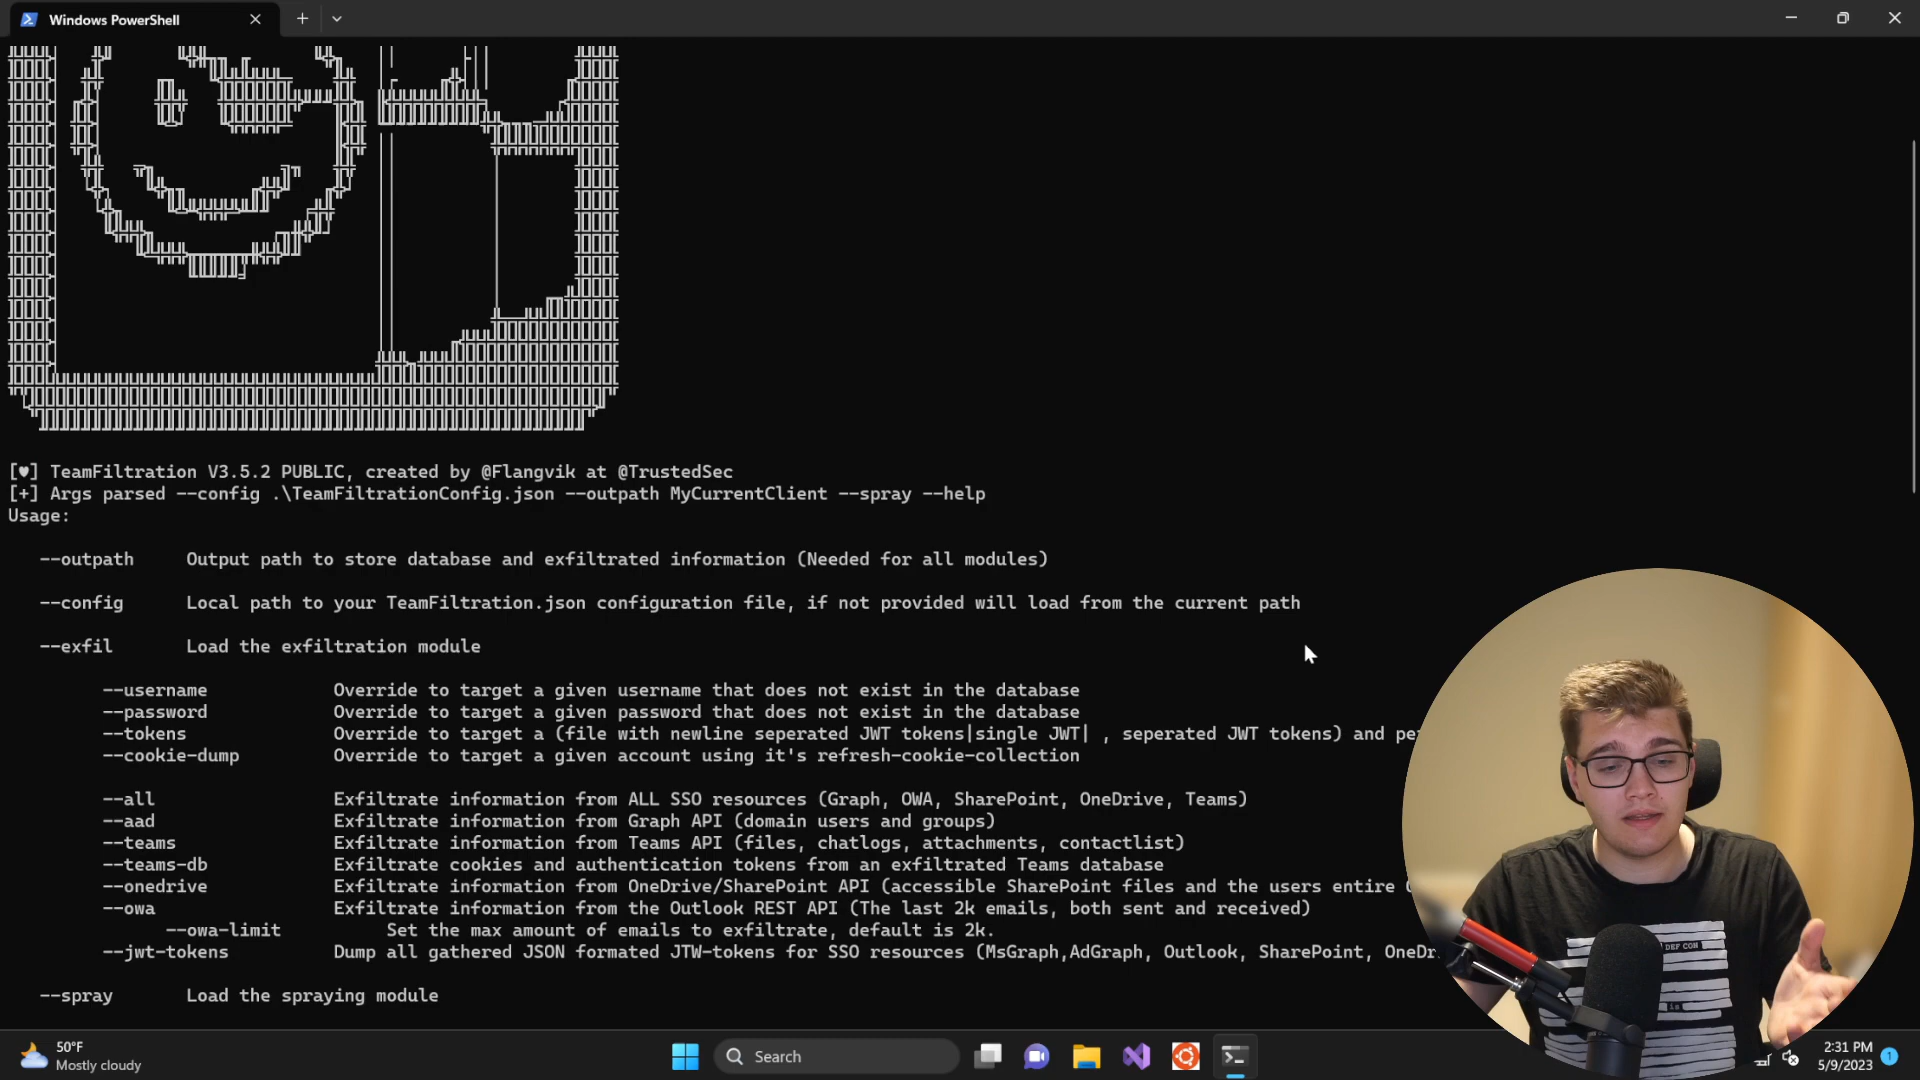 Windows PowerShell
[♥] TeamFiltration V3.5.2 PUBLIC, created by @Flangvik at @TrustedSec
[+] Args parsed --config .\TeamFiltrationConfig.json --outpath MyCurrentClient --spray --help
Usage:
--outpath Output path to store database and exfiltrated information (Needed for all modules)
--config Local path to your TeamFiltration.json configuration file, if not provided will load from the current path
--exfil Load the exfiltration module
--username Override to target a given username that does not exist in the database
--password Override to target a given password that does not exist in the database
--tokens Override to target a (file with newline seperated JWT tokens|single JWT| , seperated JWT tokens) and
--cookie-dump Override to target a given account using it's refresh-cookie-collection
--all Exfiltrate information from ALL SSO resources (Graph, OWA, SharePoint, OneDrive, Teams)
--aad Exfiltrate information from Graph API (domain users and groups)
--teams Exfiltrate information from Teams API (files, chatlogs, attachments, contactlist)
--teams-db Exfiltrate cookies and authentication tokens from an exfiltrated Teams database
--onedrive Exfiltrate information from OneDrive/SharePoint API (accessible SharePoint files and the users entire
--owa Exfiltrate information from the Outlook REST API (The last 2k emails, both sent and received)
--owa-limit Set the max amount of emails to exfiltrate, default is 2k.
--jwt-tokens Dump all gathered JSON formated JTW-tokens for SSO resources (MsGraph,AdGraph, Outlook, SharePoint, OneDr
--spray Load the spraying module
DEF CON
is
50°F
Mostly cloudy
Search
2:31 PM
5/9/2023
1